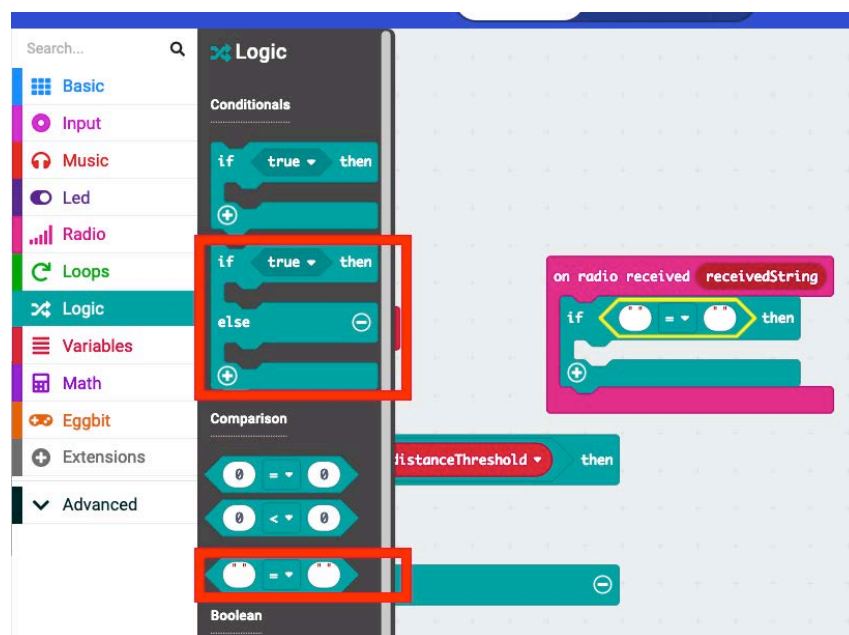 Search...
Basic
Input
Music
Led
Radio
Loops
Logic
Variables
Math
Eggbit
Extensions
Advanced
Logic
Conditionals
if true then
if true then
else
Comparison
0 = 0
0 < 0
" " = " "
Boolean
on radio received receivedString
if " " = " " then
distanceThreshold then